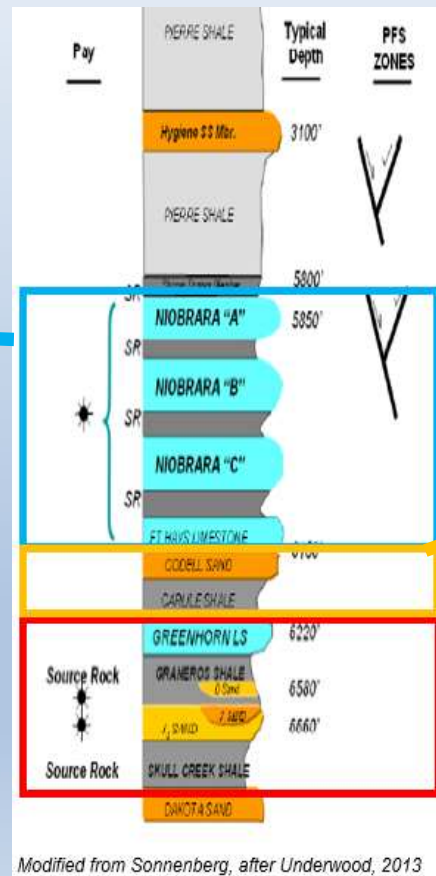 Pay
Typical
Depth
PFS
ZONES
PIERRE SHALE
Hygiene SS Mbr.
3100'
PIERRE SHALE
5800'
SR
NIOBRARA "A"
5850'
SR
NIOBRARA "B"
SR
NIOBRARA "C"
SR
FT HAYS LIMESTONE
CODELL SAND
CARLILE SHALE
GREENHORN LS
6220'
Source Rock
GRANEROS SHALE
D Sand
6580'
J SAND
6660'
Source Rock
SKULL CREEK SHALE
DAKOTA SAND
Modified from Sonnenberg, after Underwood, 2013